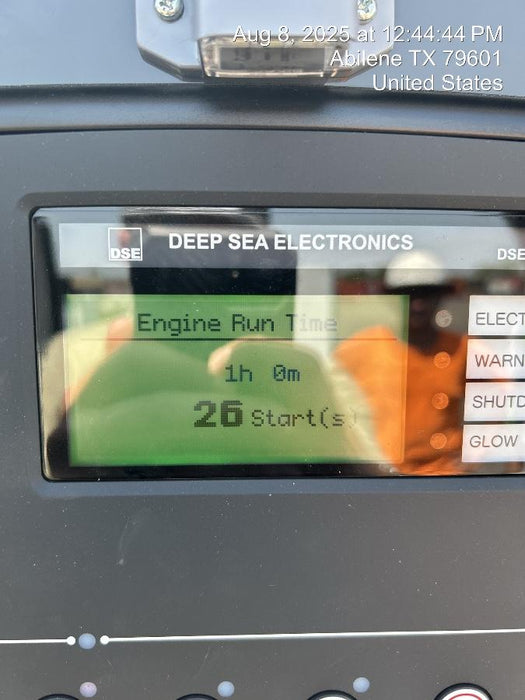 Aug 8, 2025 at 12:44:44 PM
Abilene TX 79601
United States
DSE DEEP SEA ELECTRONICS DSE
Engine Run Time
1h 0m
26 Start(s)
ELECT
WARN
SHUTD
GLOW